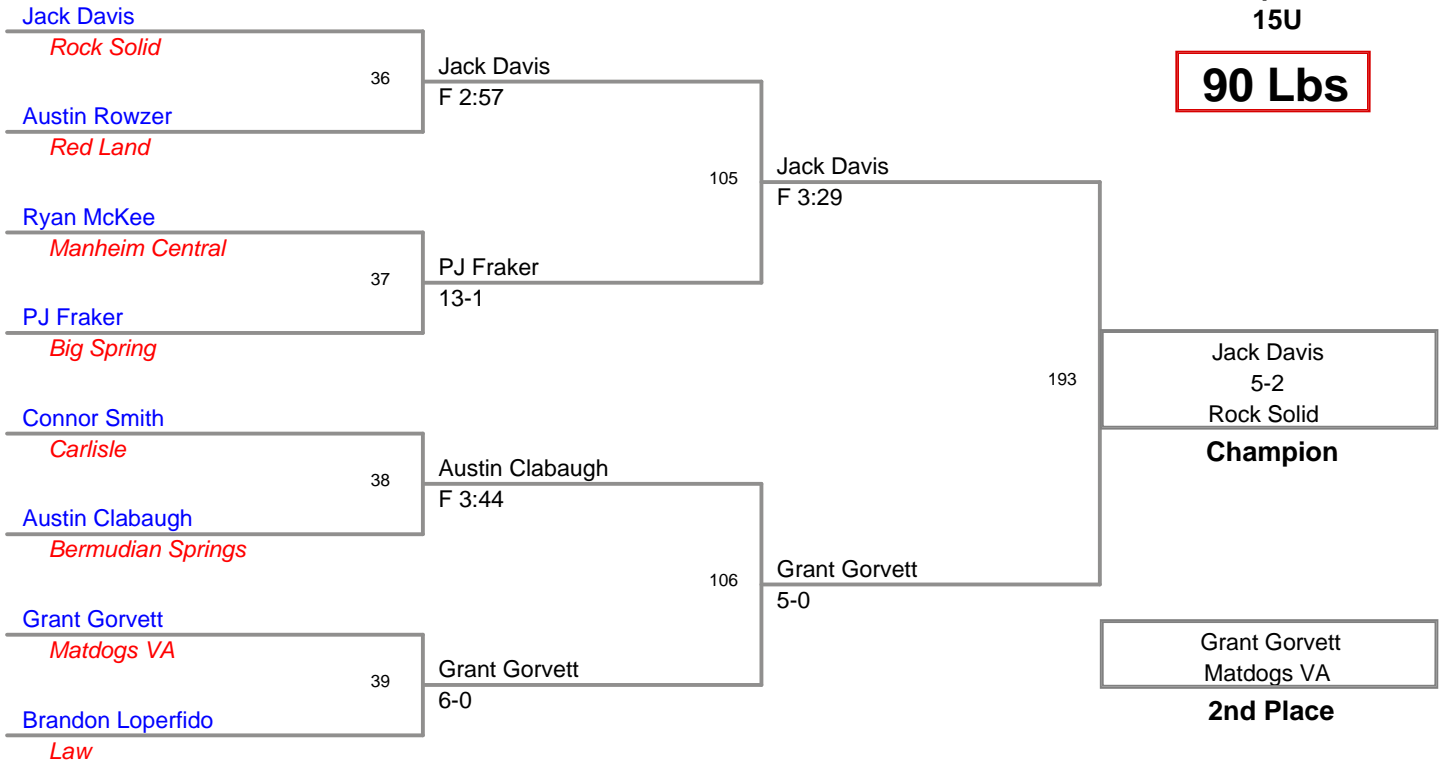 Jack Davis
Rock Solid
36
Austin Rowzer
Red Land
Jack Davis
F 2:57
Ryan McKee
Manheim Central
37
PJ Fraker
Big Spring
PJ Fraker
13-1
105
Jack Davis
F 3:29
Connor Smith
Carlisle
38
Austin Clabaugh
Bermudian Springs
Austin Clabaugh
F 3:44
Grant Gorvett
Matdogs VA
39
Brandon Loperfido
Law
Grant Gorvett
6-0
106
Grant Gorvett
5-0
193
15U
90 Lbs
Jack Davis
5-2
Rock Solid
Champion
Grant Gorvett
Matdogs VA
2nd Place